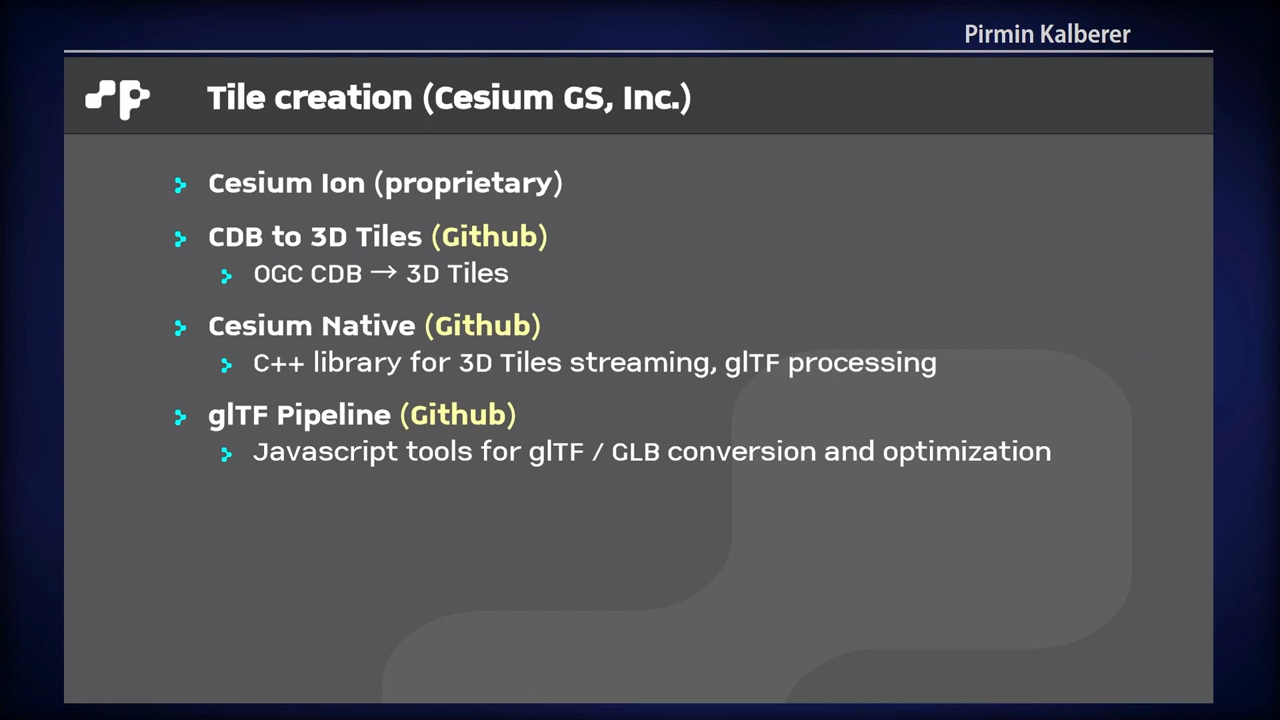 Pirmin Kalberer
Tile creation (Cesium GS, Inc.)
Cesium Ion (proprietary)
CDB to 3D Tiles (Github)
OGC CDB → 3D Tiles
Cesium Native (Github)
C++ library for 3D Tiles streaming, glTF processing
glTF Pipeline (Github)
Javascript tools for glTF / GLB conversion and optimization